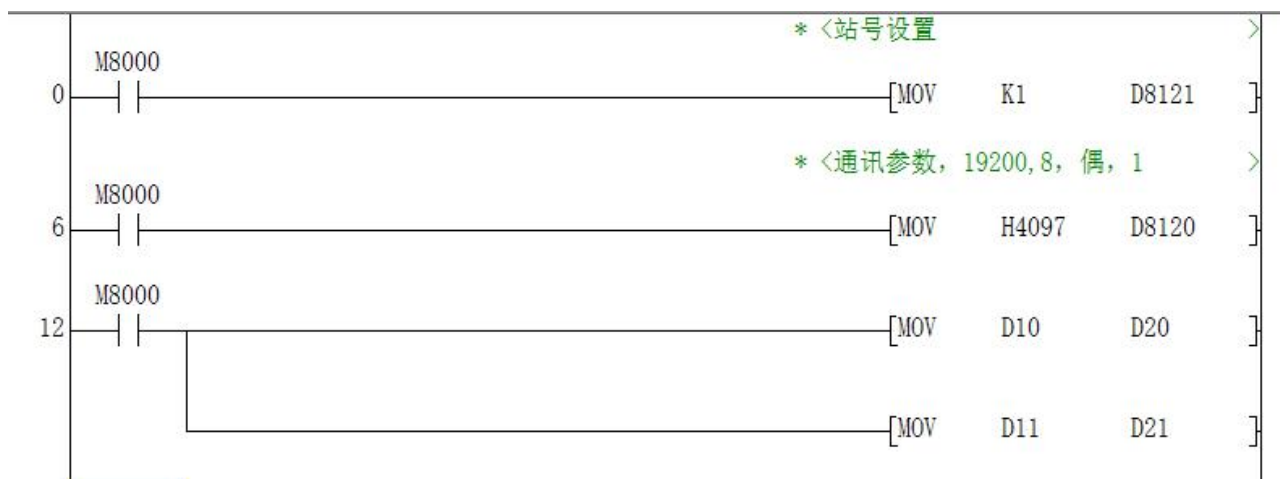 * <站号设置 >
M8000
0 [MOV K1 D8121 ]
* <通讯参数，19200,8，偶，1 >
M8000
6 [MOV H4097 D8120 ]
M8000
12 [MOV D10 D20 ]
[MOV D11 D21 ]